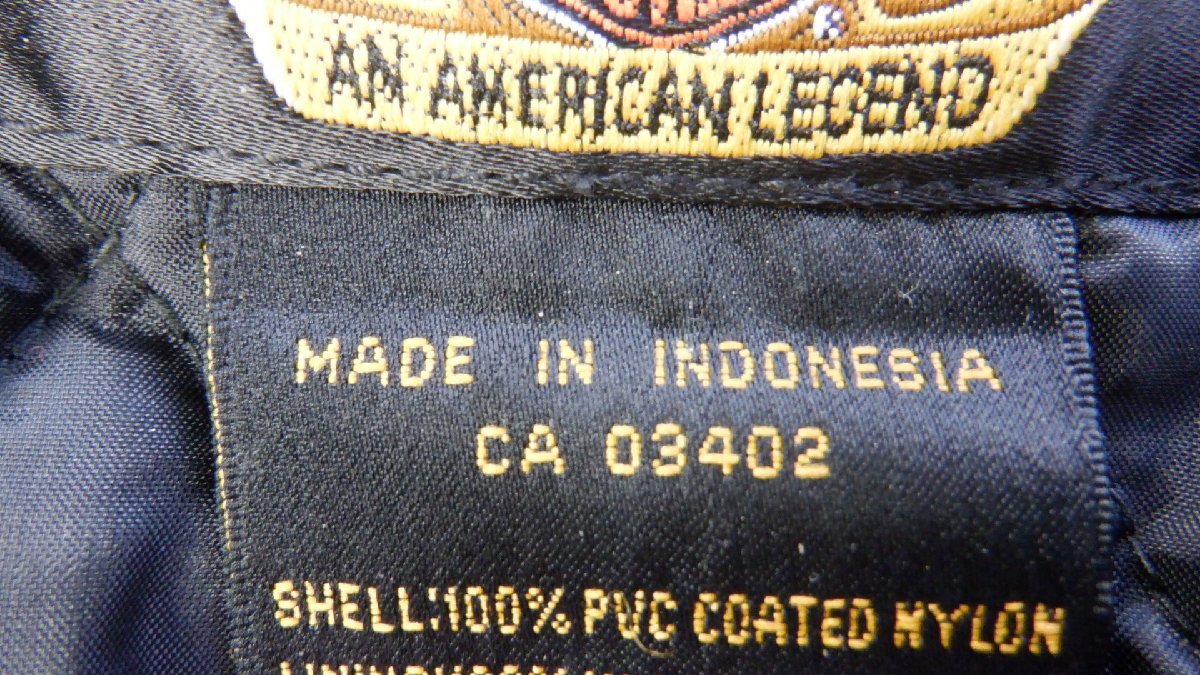 ®
AN AMERICAN LEGEND
MADE IN INDONESIA
CA 03402
SHELL:100% PVC COATED NYLON